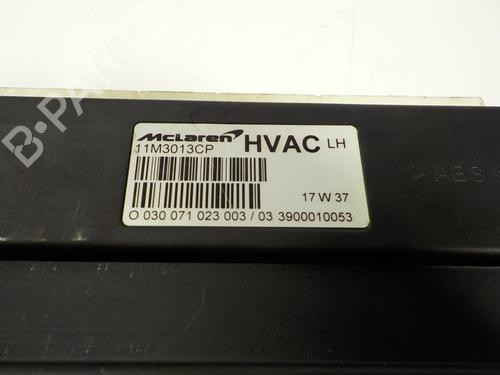 B-PARTS
McLaren HVAC LH
11M3013CP
17 W 37
O 030 071 023 003 / 03 3900010053
> ABS